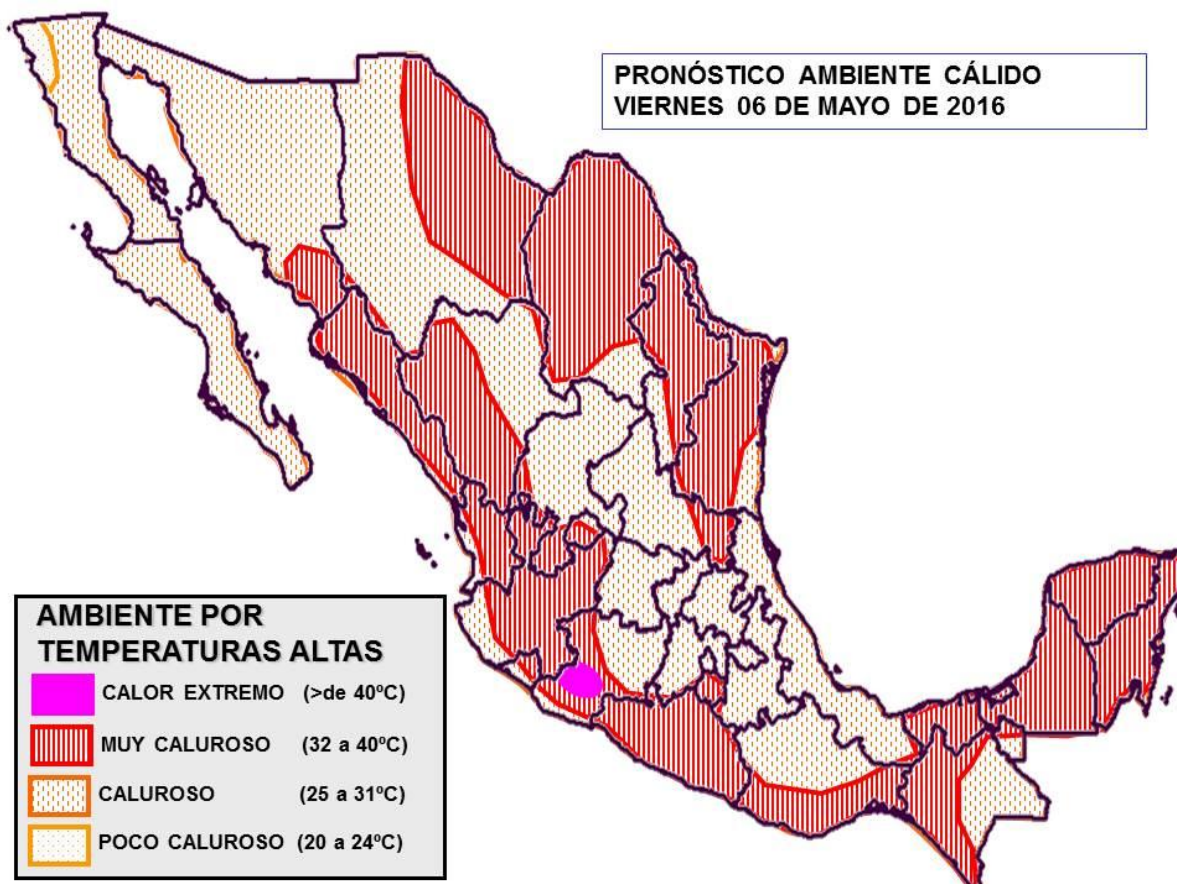 PRONÓSTICO AMBIENTE CÁLIDO
VIERNES 06 DE MAYO DE 2016
AMBIENTE POR
TEMPERATURAS ALTAS
CALOR EXTREMO (>de 40ºC)
MUY CALUROSO (32 a 40ºC)
CALUROSO (25 a 31ºC)
POCO CALUROSO (20 a 24ºC)